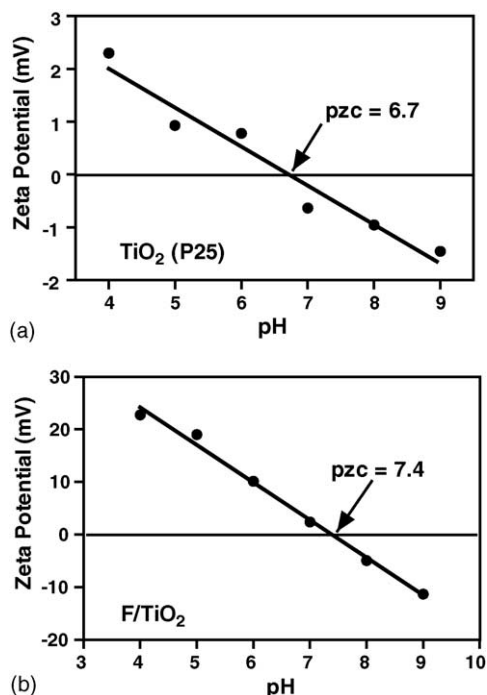 3
2
1
0
-1
-2
Zeta Potential (mV)
pzc = 6.7
TiO₂ (P25)
4 5 6 7 8 9
pH
(a)
30
20
10
0
-10
-20
Zeta Potential (mV)
pzc = 7.4
F/TiO₂
3 4 5 6 7 8 9 10
pH
(b)